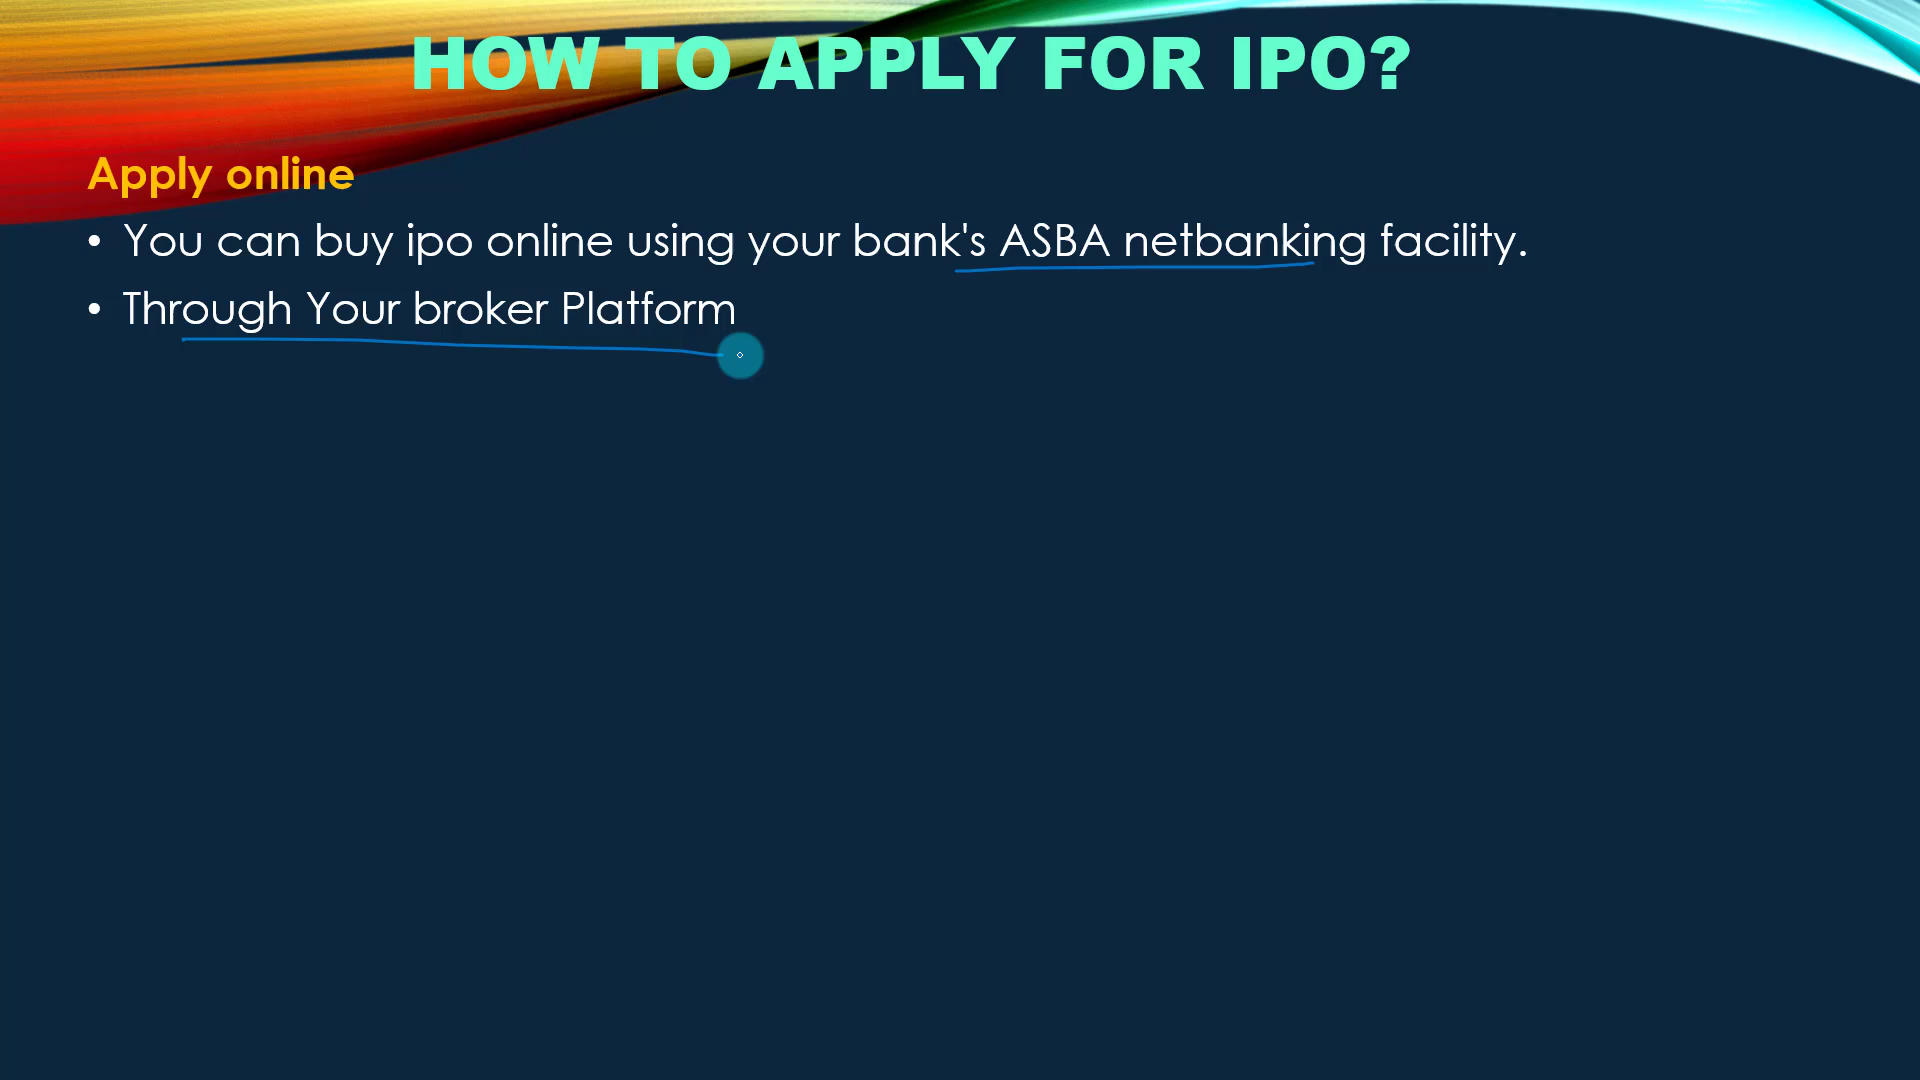 HOW TO APPLY FOR IPO?
Apply online
• You can buy ipo online using your bank's ASBA netbanking facility.
• Through Your broker Platform